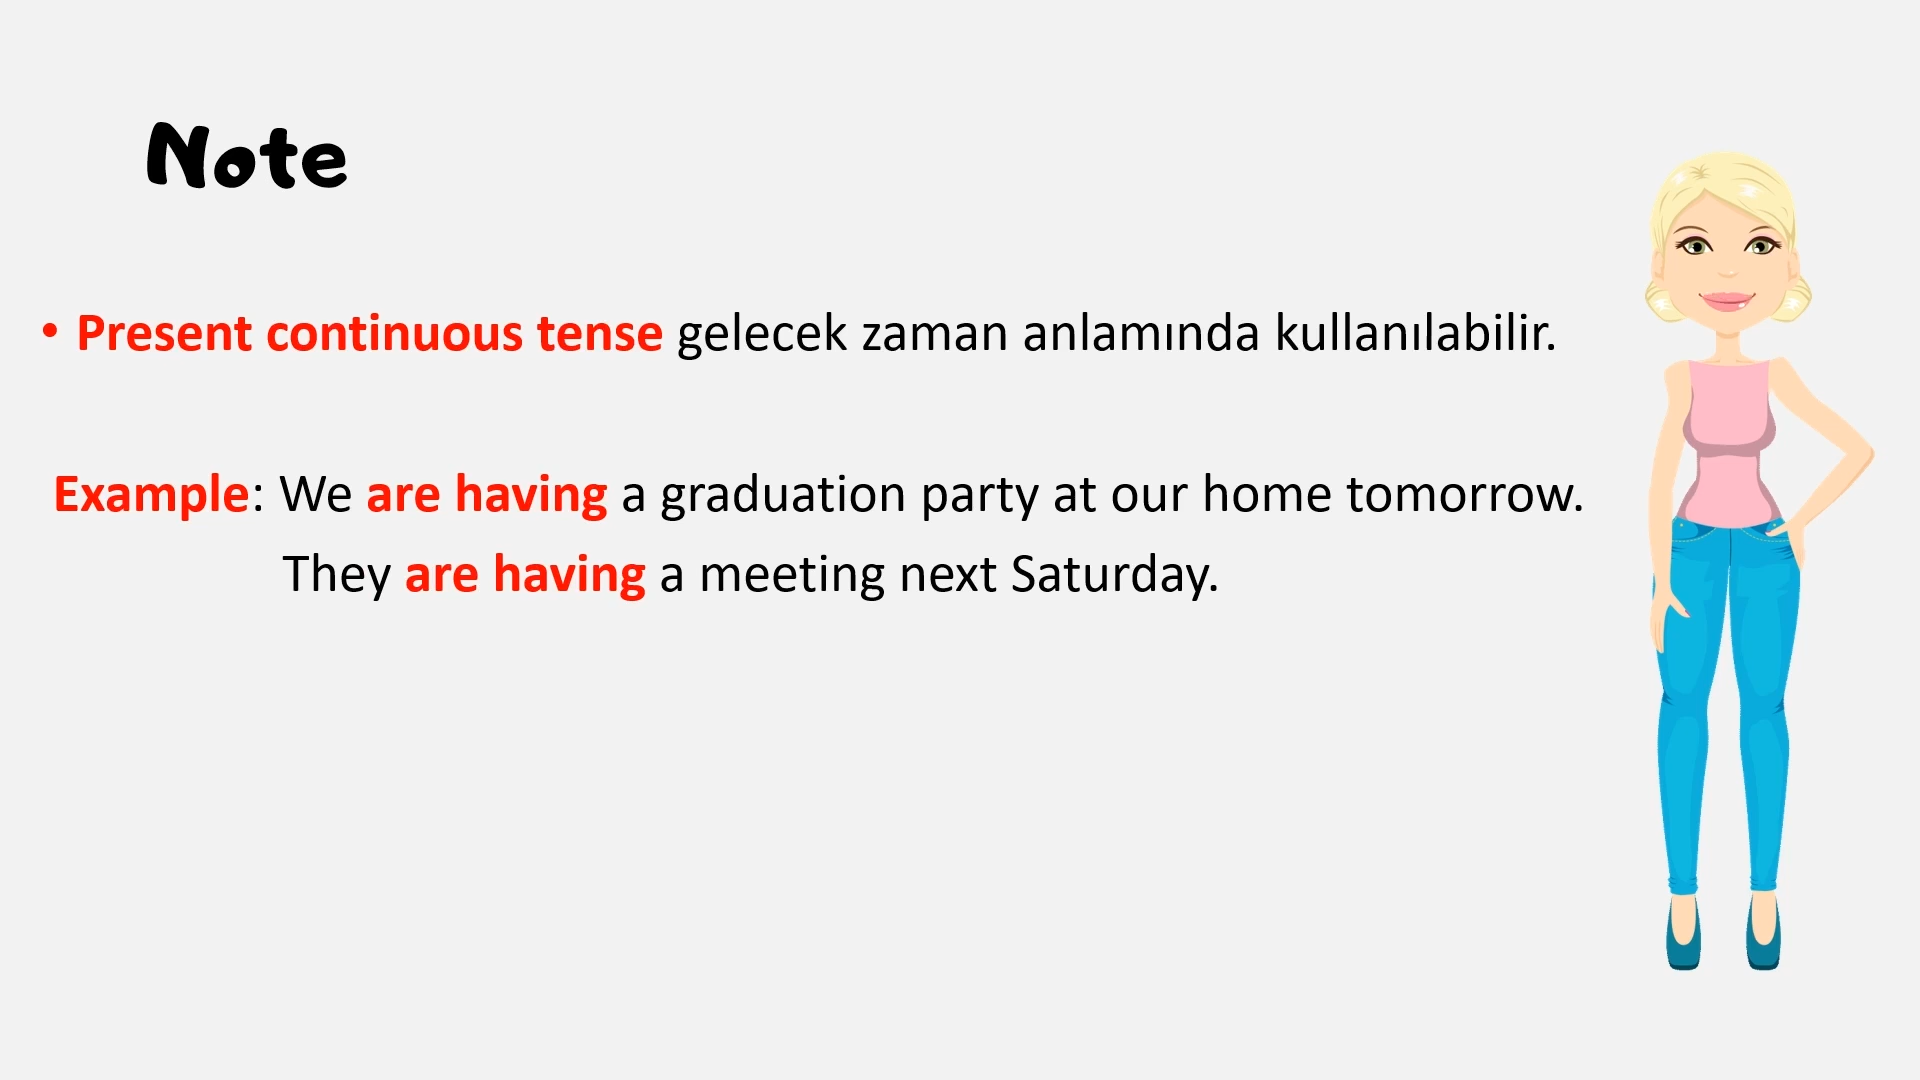 Note
• Present continuous tense gelecek zaman anlamında kullanılabilir.
Example: We are having a graduation party at our home tomorrow.
They are having a meeting next Saturday.